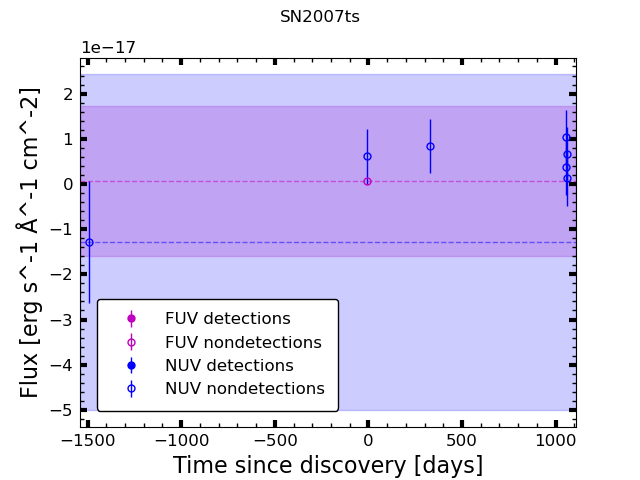 SN2007ts
1e−17
2
1
0
−1
−2
−3
−4
−5
Flux [erg s^-1 Å^-1 cm^-2]
FUV detections
FUV nondetections
NUV detections
NUV nondetections
−1500 −1000 −500 0 500 1000
Time since discovery [days]